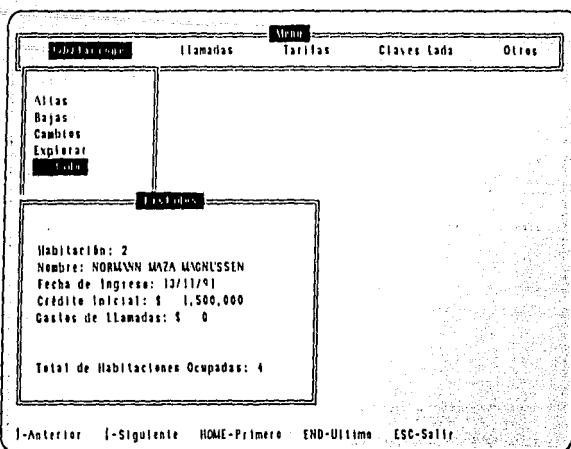 Menu
Habitaciones Llamadas Tarifas Claves Lada Otros
Altas
Bajas
Cambios
Explorar
Listados
Habitación: 2
Nombre: NORMANN MAZA MAGNUSSEN
Fecha de Ingreso: 13/11/91
Crédito Inicial: $ 1,500,000
Gastos de LLamadas: $ 0
Total de Habitaciones Ocupadas: 4
-Anterior -Siguiente HOME-Primero END-Ultimo ESC-Salir